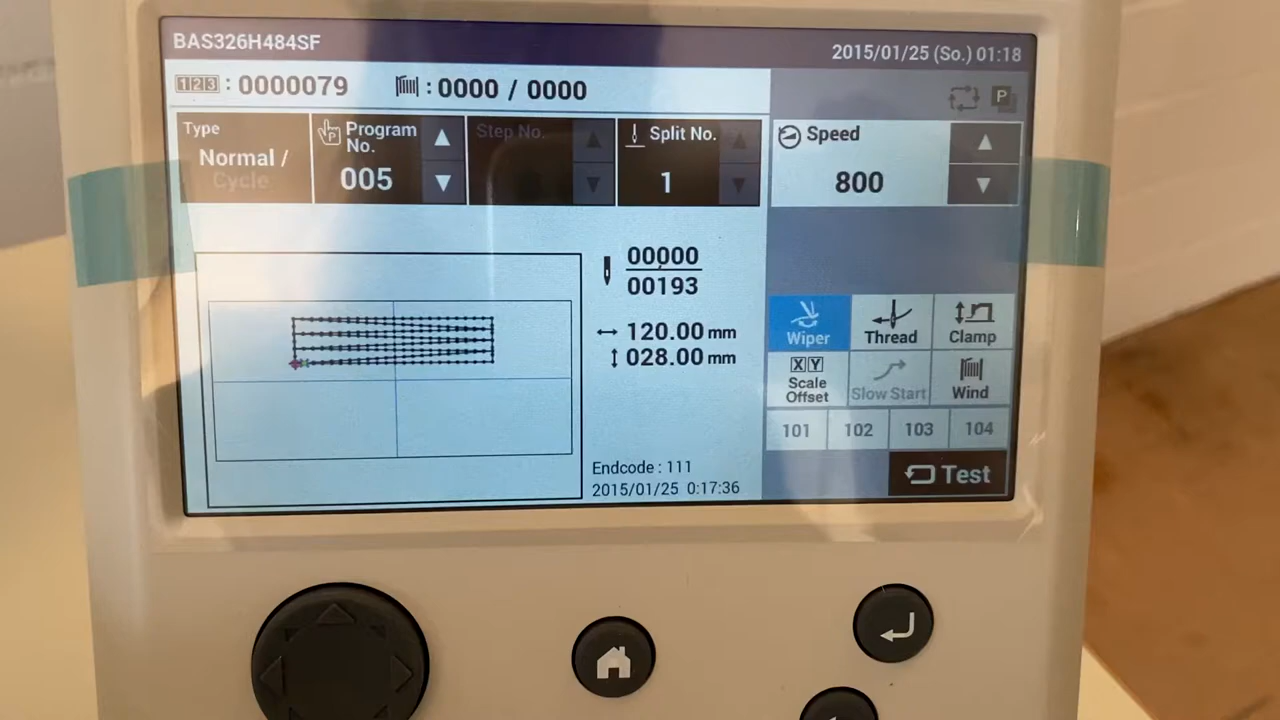 BAS326H484SF
2015/01/25 (So.) 01:18
123 : 0000079 : 0000 / 0000
P
Type
Normal /
Cycle
Program
No.
005
Step No.
Split No.
1
Speed
800
00000
00193
120.00 mm
028.00 mm
Wiper
Thread
Clamp
XY
Scale
Offset
Slow Start
Wind
101
102
103
104
Endcode : 111
2015/01/25 0:17:36
Test